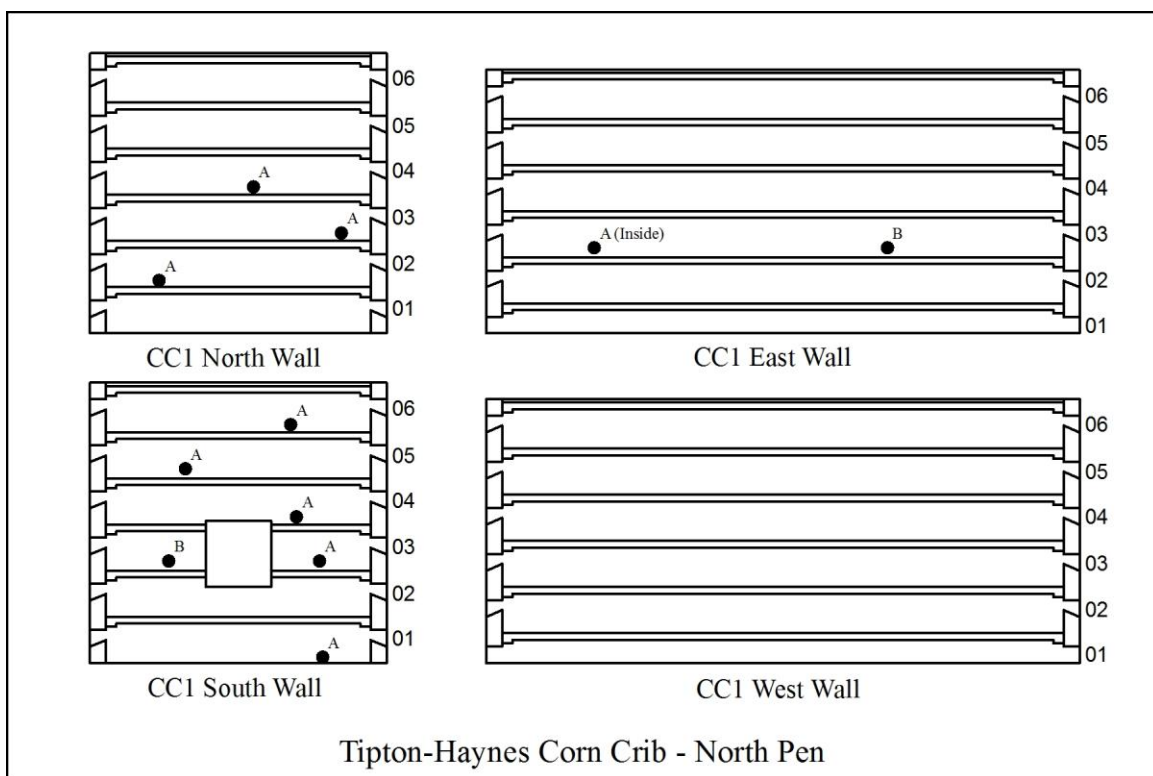 06
05
A
04
A
03
A
02
01
CC1 North Wall
06
05
04
A (Inside)
B
03
02
01
CC1 East Wall
A
06
A
05
A
04
B
A
03
02
A
01
CC1 South Wall
06
05
04
03
02
01
CC1 West Wall
Tipton-Haynes Corn Crib - North Pen